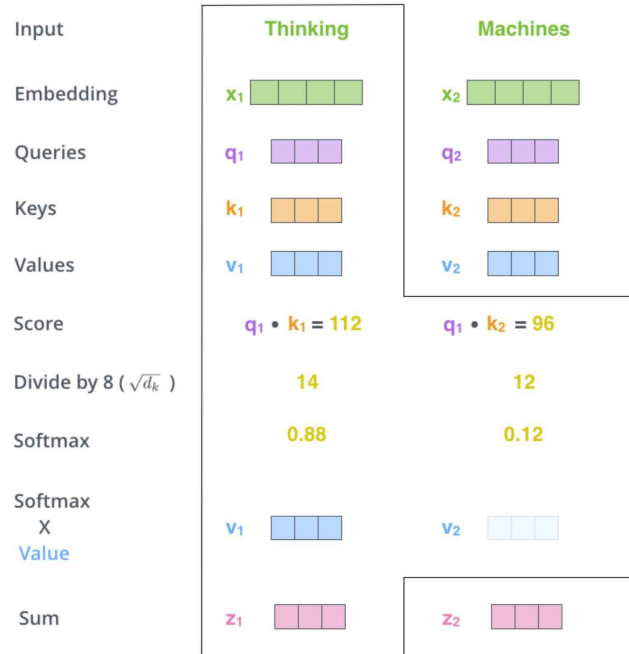 Input Thinking Machines
Embedding x₁ x₂
Queries q₁ q₂
Keys k₁ k₂
Values v₁ v₂
Score q₁ • k₁ = 112 q₁ • k₂ = 96
Divide by 8 ( √dₖ ) 14 12
Softmax 0.88 0.12
Softmax
X v₁ v₂
Value
Sum z₁ z₂